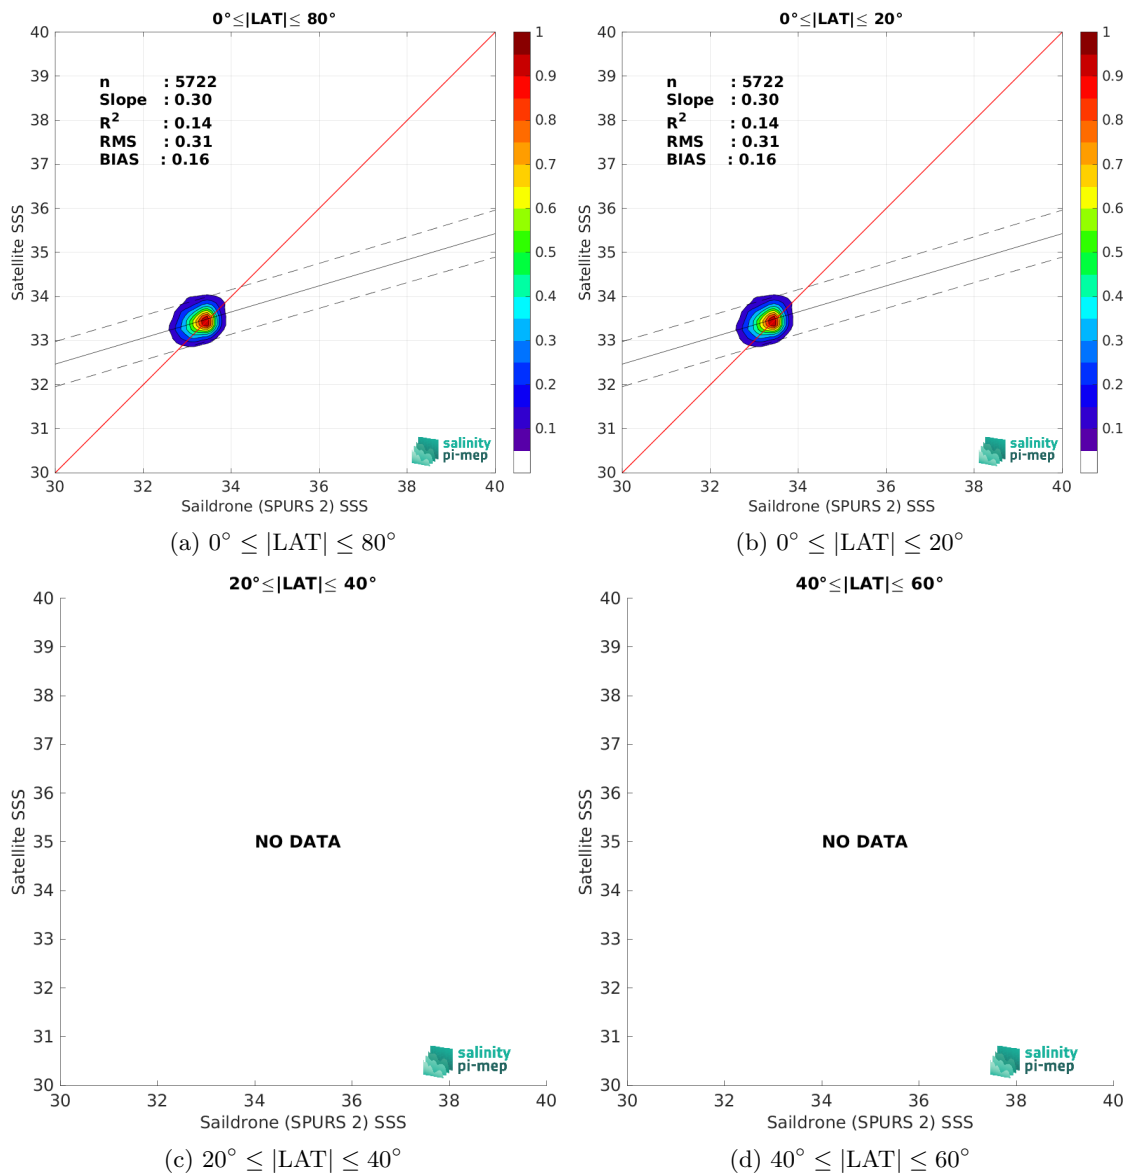 0°≤|LAT|≤ 80°
40
39
38
37
36
35
34
33
32
31
30
Satellite SSS
n : 5722
Slope : 0.30
R² : 0.14
RMS : 0.31
BIAS : 0.16
salinity
pi-mep
30 32 34 36 38 40
Saildrone (SPURS 2) SSS
1
0.9
0.8
0.7
0.6
0.5
0.4
0.3
0.2
0.1
(a) 0° ≤ |LAT| ≤ 80°
0°≤|LAT|≤ 20°
40
39
38
37
36
35
34
33
32
31
30
Satellite SSS
n : 5722
Slope : 0.30
R² : 0.14
RMS : 0.31
BIAS : 0.16
salinity
pi-mep
30 32 34 36 38 40
Saildrone (SPURS 2) SSS
1
0.9
0.8
0.7
0.6
0.5
0.4
0.3
0.2
0.1
(b) 0° ≤ |LAT| ≤ 20°
20°≤|LAT|≤ 40°
40
39
38
37
36
35
34
33
32
31
30
Satellite SSS
NO DATA
salinity
pi-mep
30 32 34 36 38 40
Saildrone (SPURS 2) SSS
(c) 20° ≤ |LAT| ≤ 40°
40°≤|LAT|≤ 60°
40
39
38
37
36
35
34
33
32
31
30
Satellite SSS
NO DATA
salinity
pi-mep
30 32 34 36 38 40
Saildrone (SPURS 2) SSS
(d) 40° ≤ |LAT| ≤ 60°